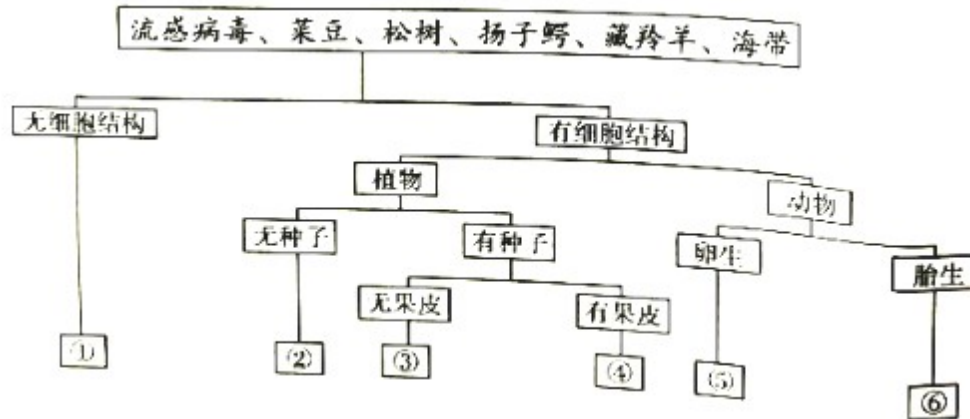 流感病毒、菜豆、松树、扬子鳄、藏羚羊、海带
无细胞结构
有细胞结构
植物
动物
无种子
有种子
卵生
胎生
无果皮
有果皮
①
②
③
④
⑤
⑥